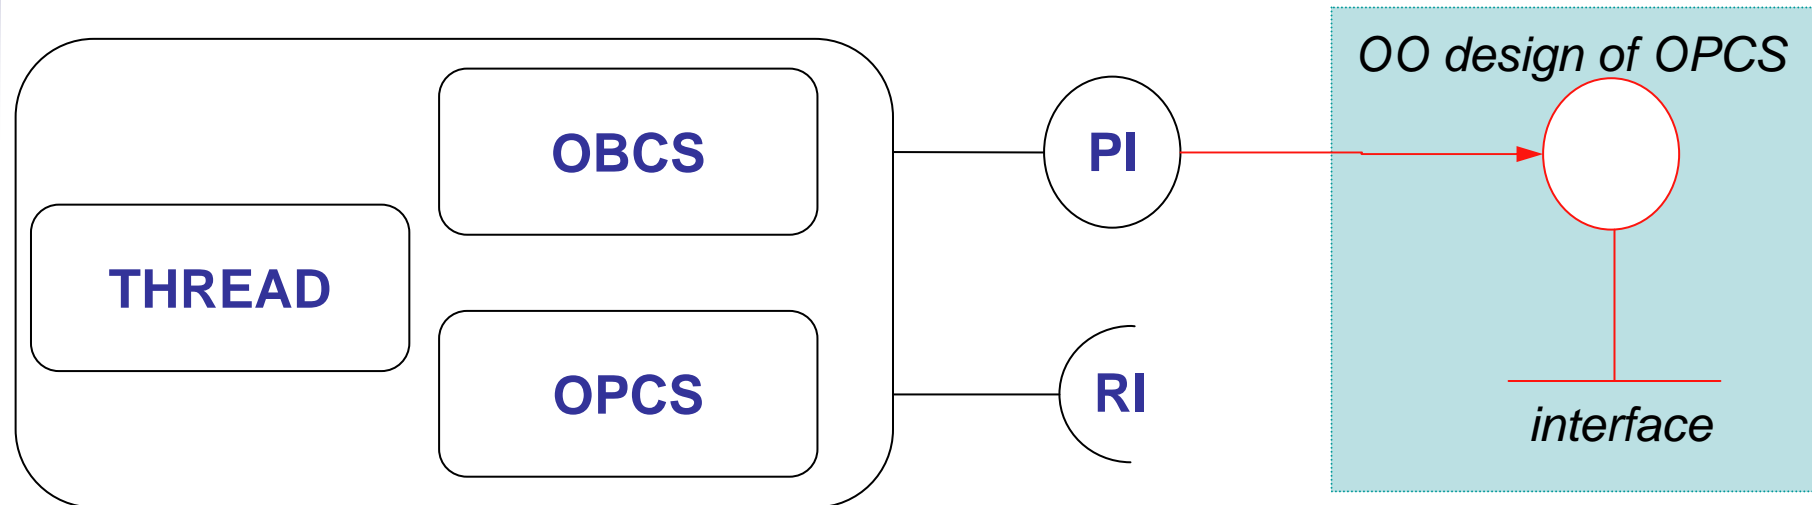 OO design of OPCS
OBCS
PI
THREAD
OPCS
RI
interface